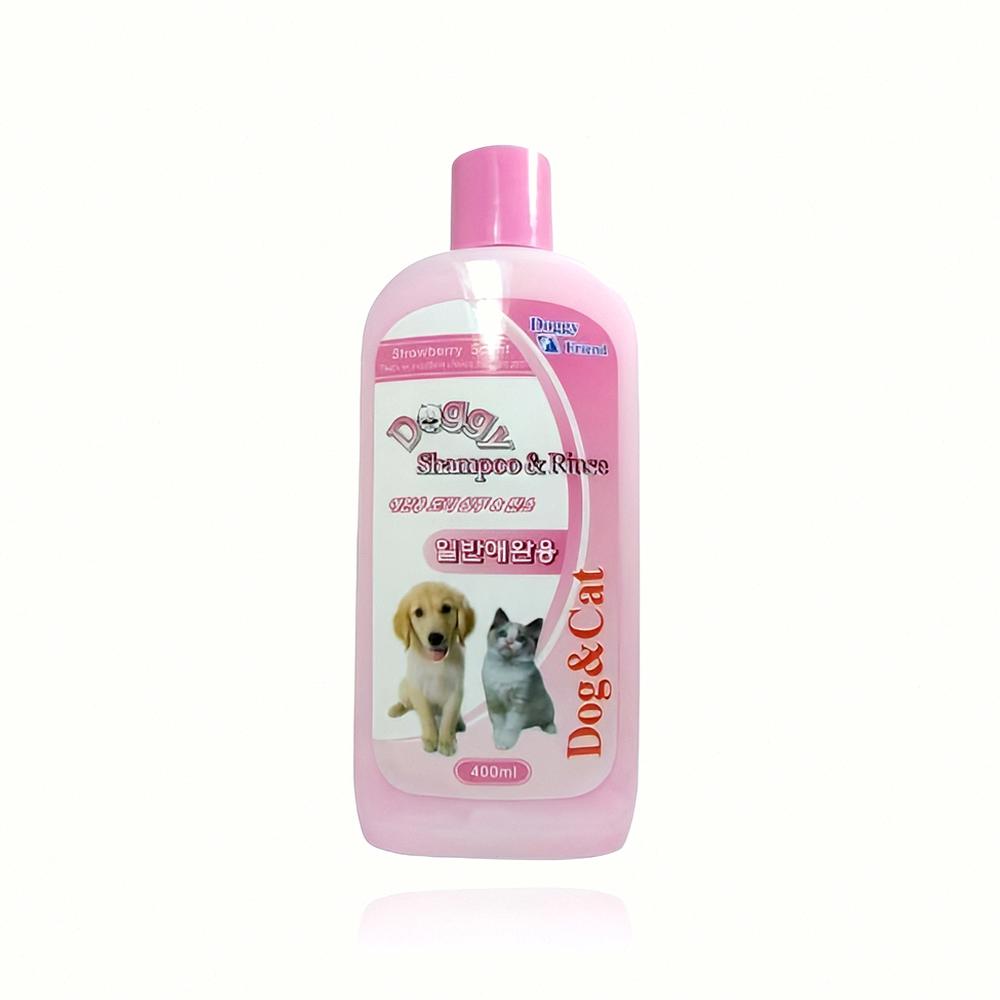 Doggy
Friend
Strawberry Scent
Doggy
Shampoo & Rinse
일반애완용
Dog&Cat
400ml